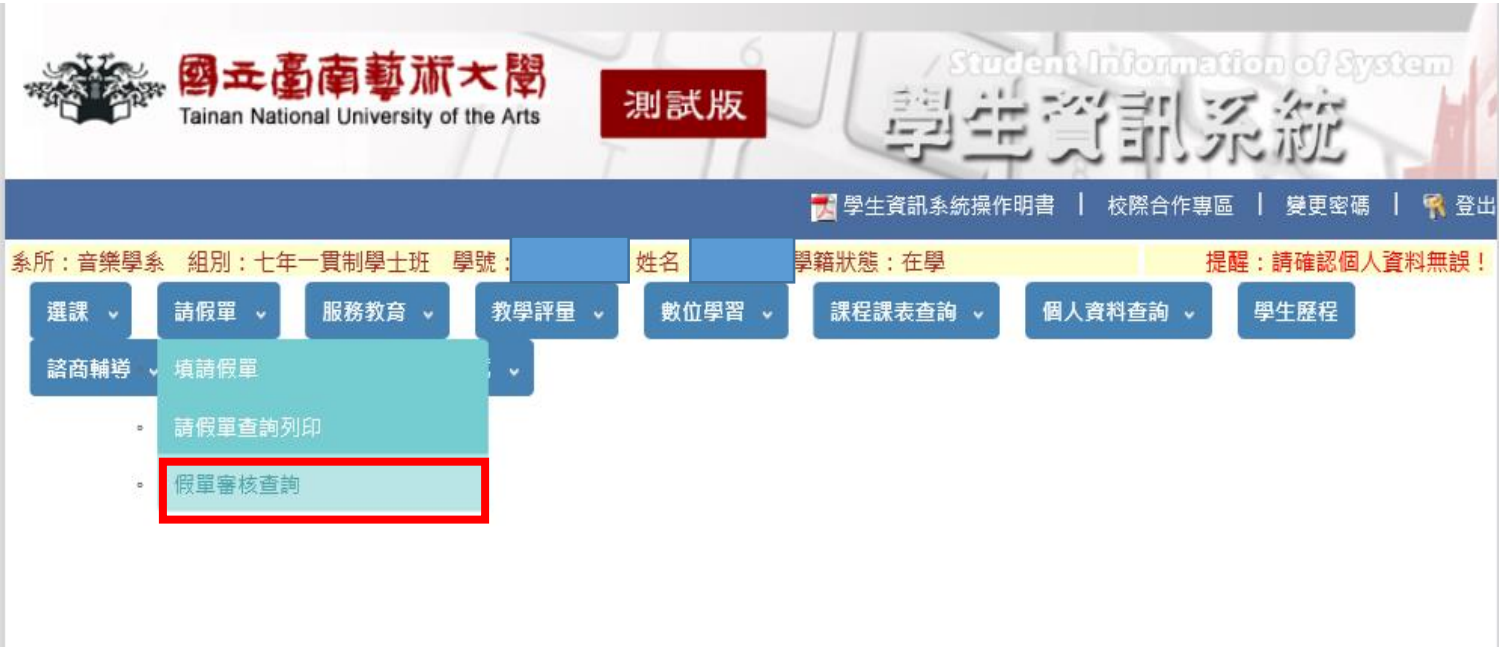 國立臺南藝術大學
Tainan National University of the Arts
測試版
Student Information of System
學生資訊系統
學生資訊系統操作明書 | 校際合作專區 | 變更密碼 | 登出
系所：音樂學系 組別：七年一貫制學士班 學號： 姓名 學籍狀態：在學 提醒：請確認個人資料無誤！
選課 請假單 服務教育 教學評量 數位學習 課程課表查詢 個人資料查詢 學生歷程
諮商輔導 填請假單
請假單查詢列印
假單審核查詢